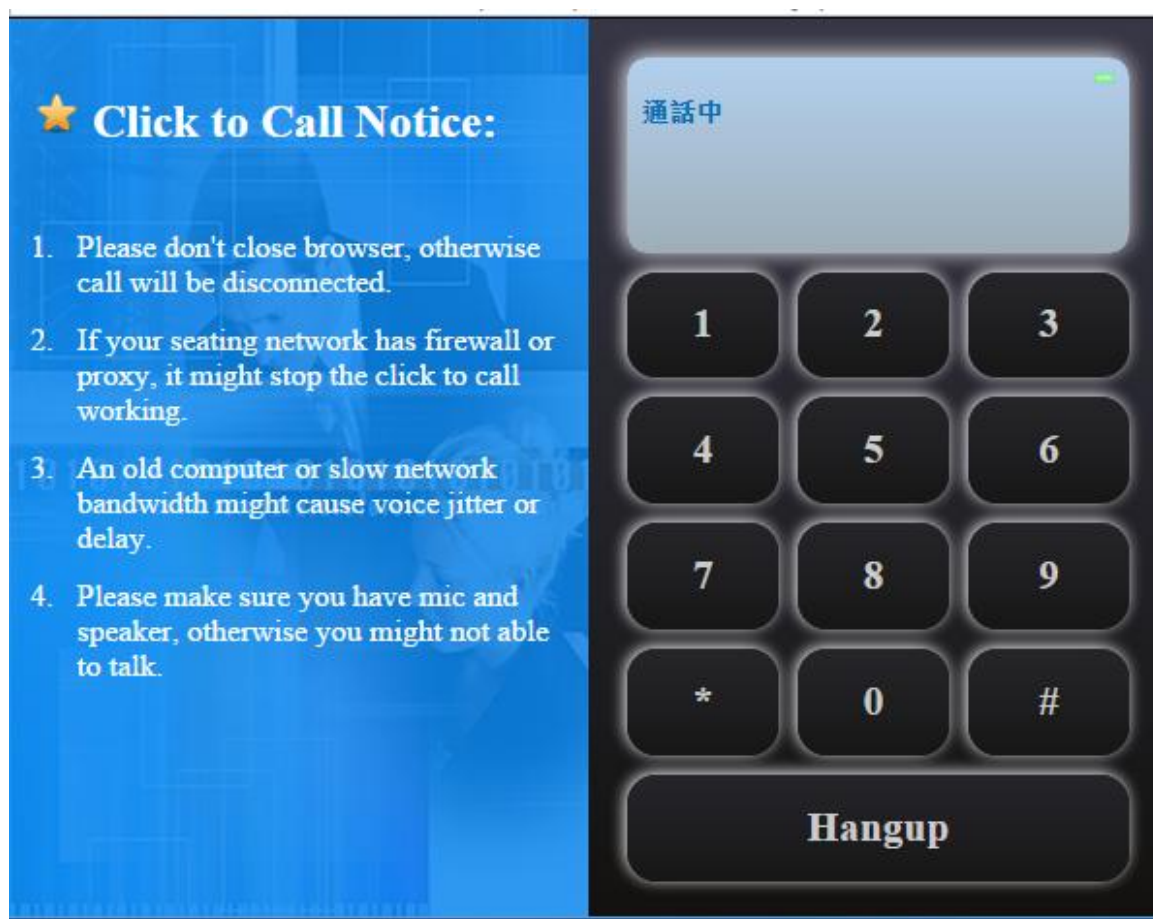 Click to Call Notice:
1. Please don't close browser, otherwise
call will be disconnected.
2. If your seating network has firewall or
proxy, it might stop the click to call
working.
3. An old computer or slow network
bandwidth might cause voice jitter or
delay.
4. Please make sure you have mic and
speaker, otherwise you might not able
to talk.
通話中
1 2 3
4 5 6
7 8 9
* 0 #
Hangup